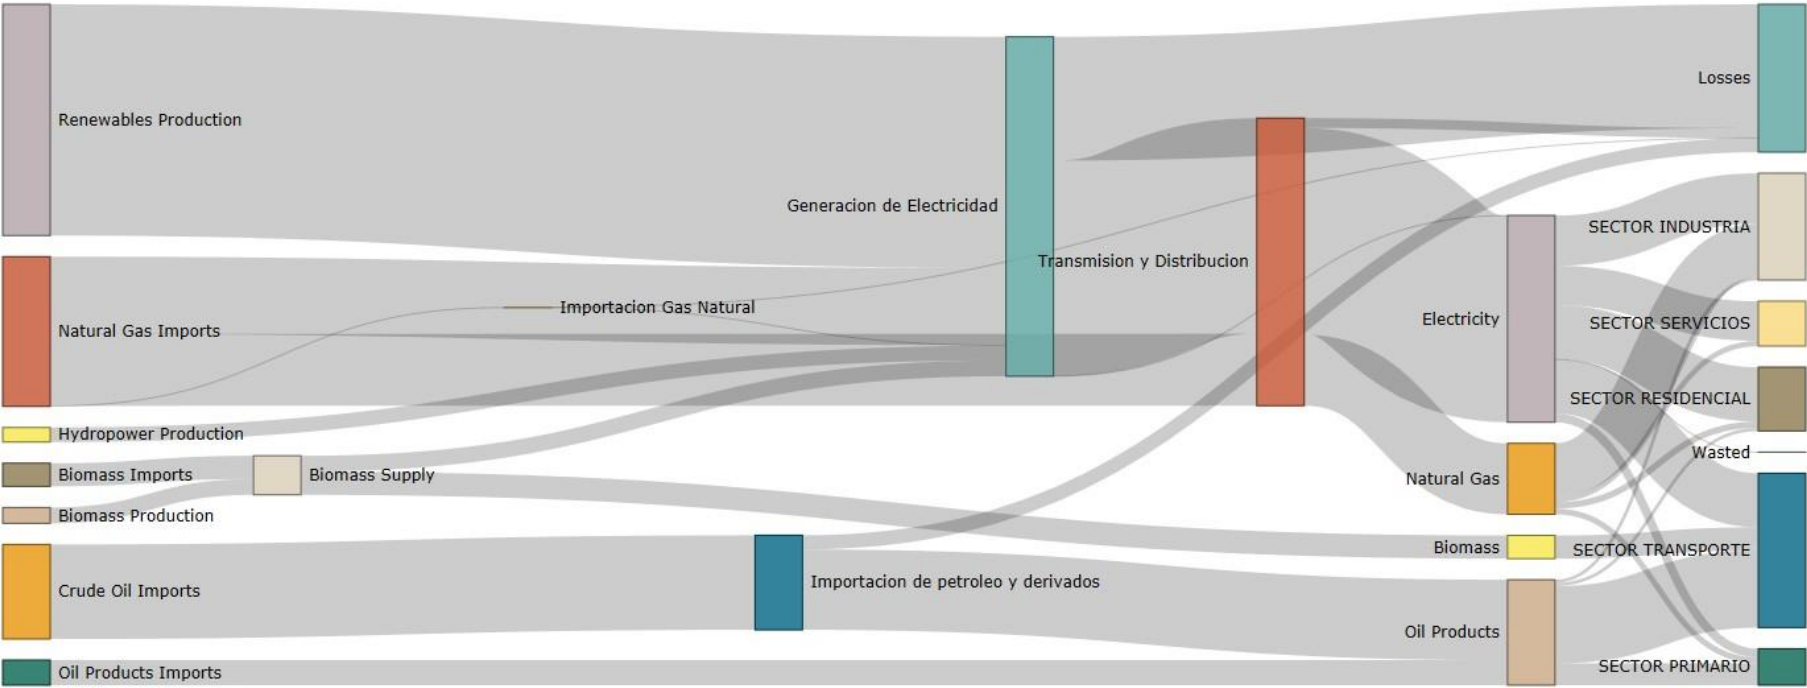 Renewables Production
Natural Gas Imports
Hydropower Production
Biomass Imports
Biomass Production
Crude Oil Imports
Oil Products Imports
Biomass Supply
Importacion Gas Natural
Importacion de petroleo y derivados
Generacion de Electricidad
Transmision y Distribucion
Electricity
Natural Gas
Biomass
Oil Products
Losses
SECTOR INDUSTRIA
SECTOR SERVICIOS
SECTOR RESIDENCIAL
Wasted
SECTOR TRANSPORTE
SECTOR PRIMARIO